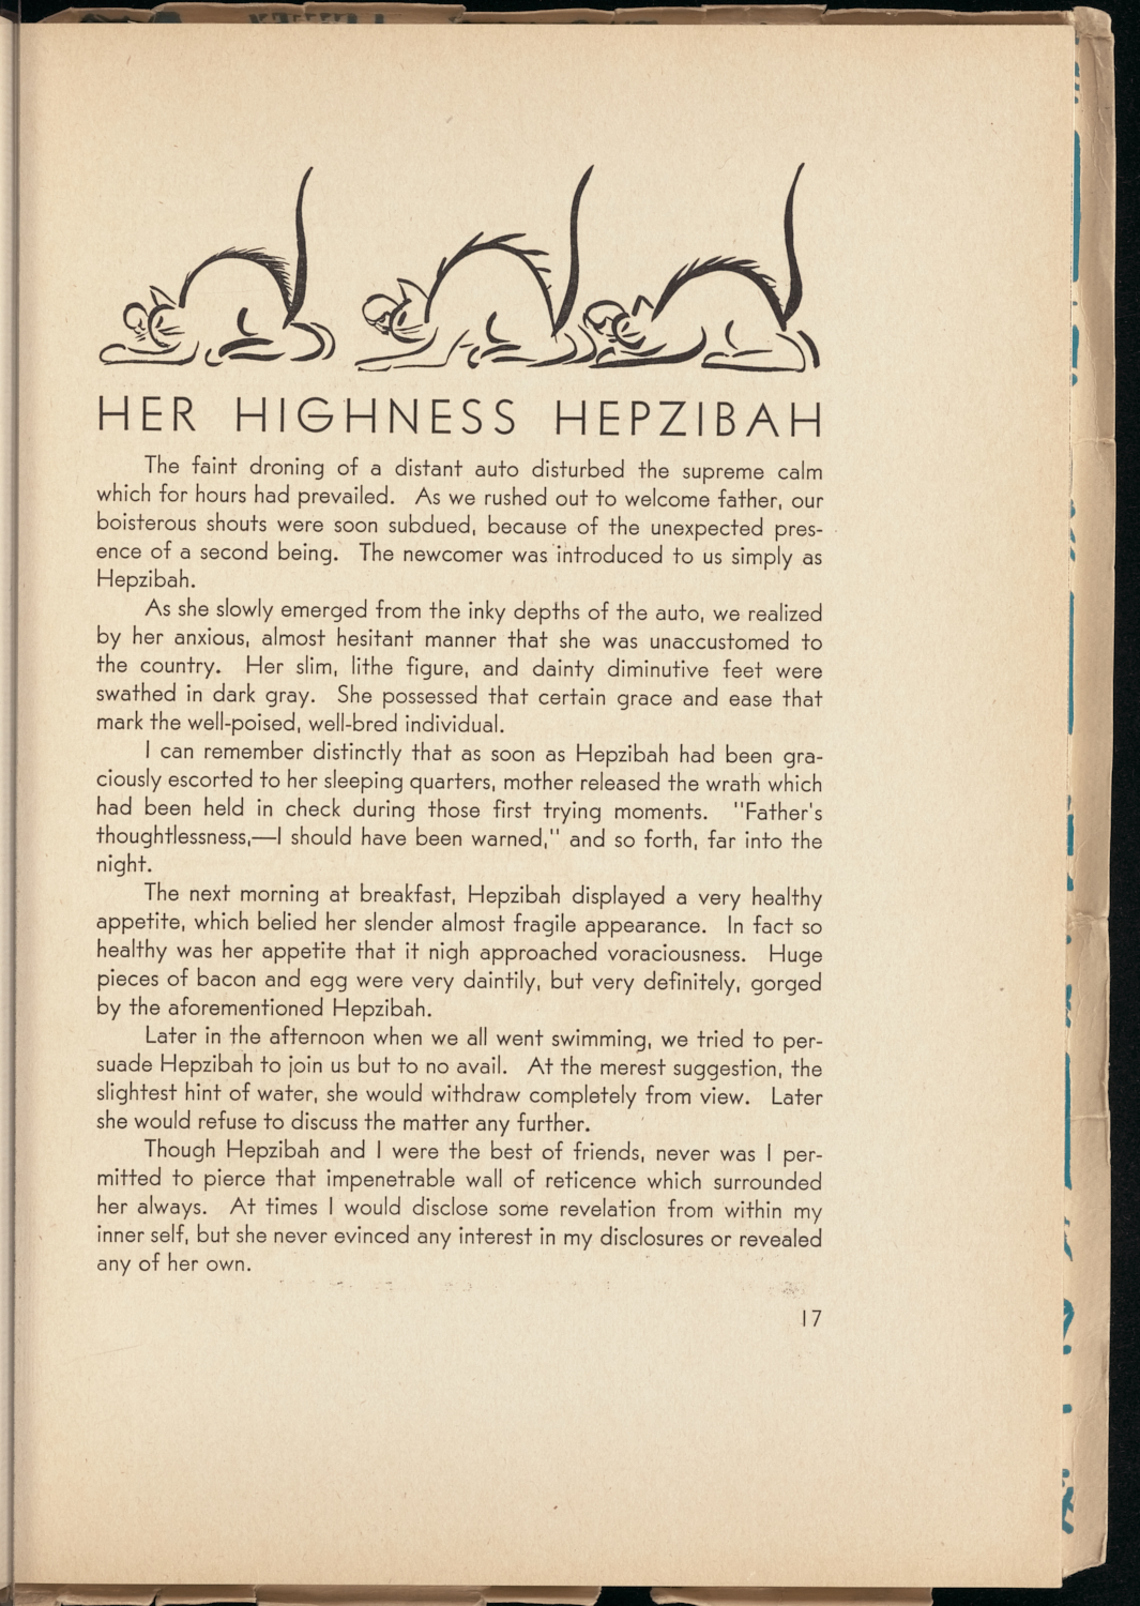 HER HIGHNESS HEPZIBAH
The faint droning of a distant auto disturbed the supreme calm
which for hours had prevailed. As we rushed out to welcome father, our
boisterous shouts were soon subdued, because of the unexpected pres-
ence of a second being. The newcomer was introduced to us simply as
Hepzibah.
As she slowly emerged from the inky depths of the auto, we realized
by her anxious, almost hesitant manner that she was unaccustomed to
the country. Her slim, lithe figure, and dainty diminutive feet were
swathed in dark gray. She possessed that certain grace and ease that
mark the well-poised, well-bred individual.
I can remember distinctly that as soon as Hepzibah had been gra-
ciously escorted to her sleeping quarters, mother released the wrath which
had been held in check during those first trying moments. "Father's
thoughtlessness,—I should have been warned," and so forth, far into the
night.
The next morning at breakfast, Hepzibah displayed a very healthy
appetite, which belied her slender almost fragile appearance. In fact so
healthy was her appetite that it nigh approached voraciousness. Huge
pieces of bacon and egg were very daintily, but very definitely, gorged
by the aforementioned Hepzibah.
Later in the afternoon when we all went swimming, we tried to per-
suade Hepzibah to join us but to no avail. At the merest suggestion, the
slightest hint of water, she would withdraw completely from view. Later
she would refuse to discuss the matter any further.
Though Hepzibah and I were the best of friends, never was I per-
mitted to pierce that impenetrable wall of reticence which surrounded
her always. At times I would disclose some revelation from within my
inner self, but she never evinced any interest in my disclosures or revealed
any of her own.
17